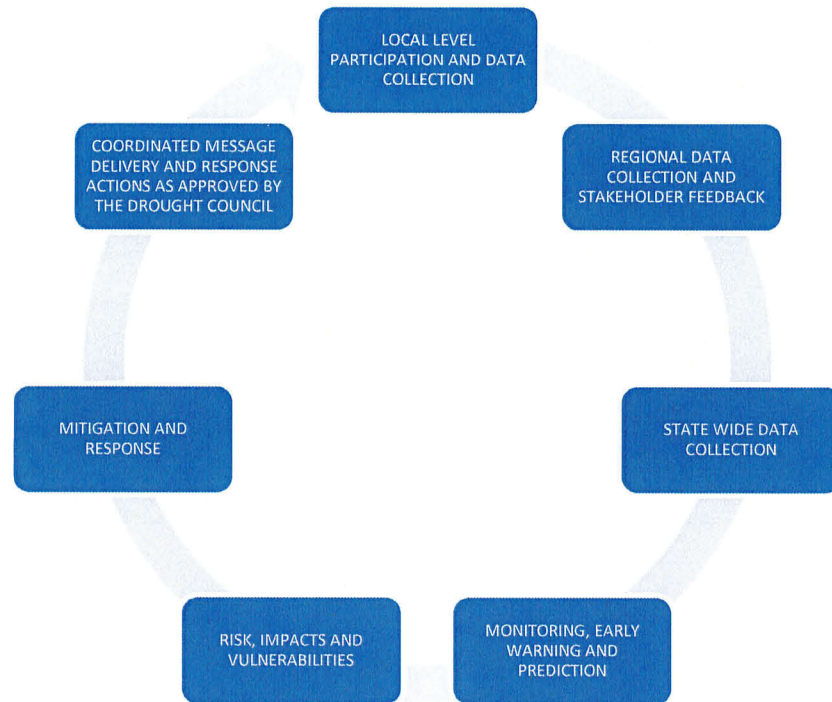 LOCAL LEVEL
PARTICIPATION AND DATA
COLLECTION
REGIONAL DATA
COLLECTION AND
STAKEHOLDER FEEDBACK
STATE WIDE DATA
COLLECTION
MONITORING, EARLY
WARNING AND
PREDICTION
RISK, IMPACTS AND
VULNERABILITIES
MITIGATION AND
RESPONSE
COORDINATED MESSAGE
DELIVERY AND RESPONSE
ACTIONS AS APPROVED BY
THE DROUGHT COUNCIL